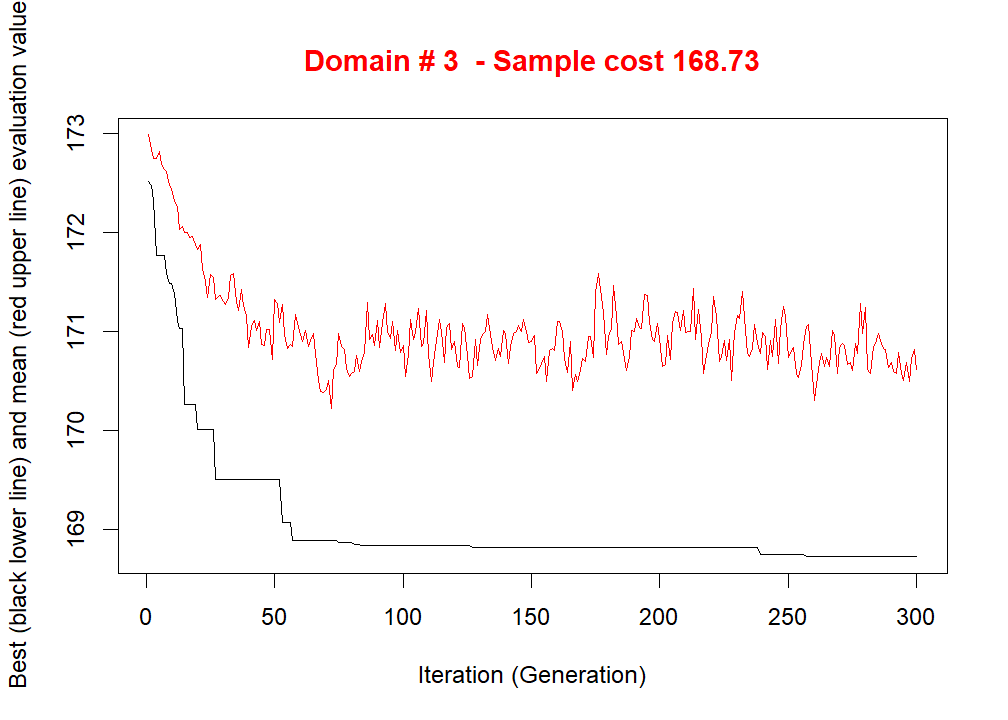 Domain # 3  - Sample cost 168.73
Best (black lower line) and mean (red upper line) evaluation value
173
172
171
170
169
0 50 100 150 200 250 300
Iteration (Generation)